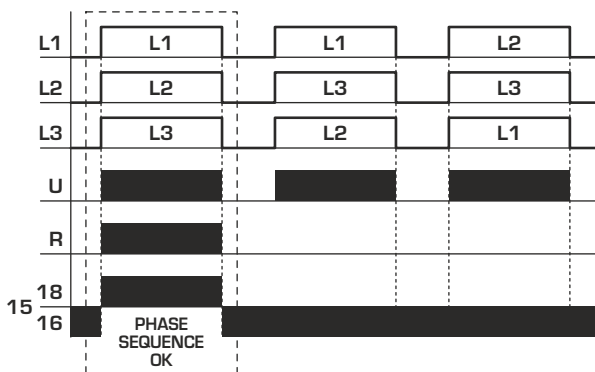 L1 L1 L1 L2
L2 L2 L3 L3
L3 L3 L2 L1
U
R
18
15
16
PHASE
SEQUENCE
OK